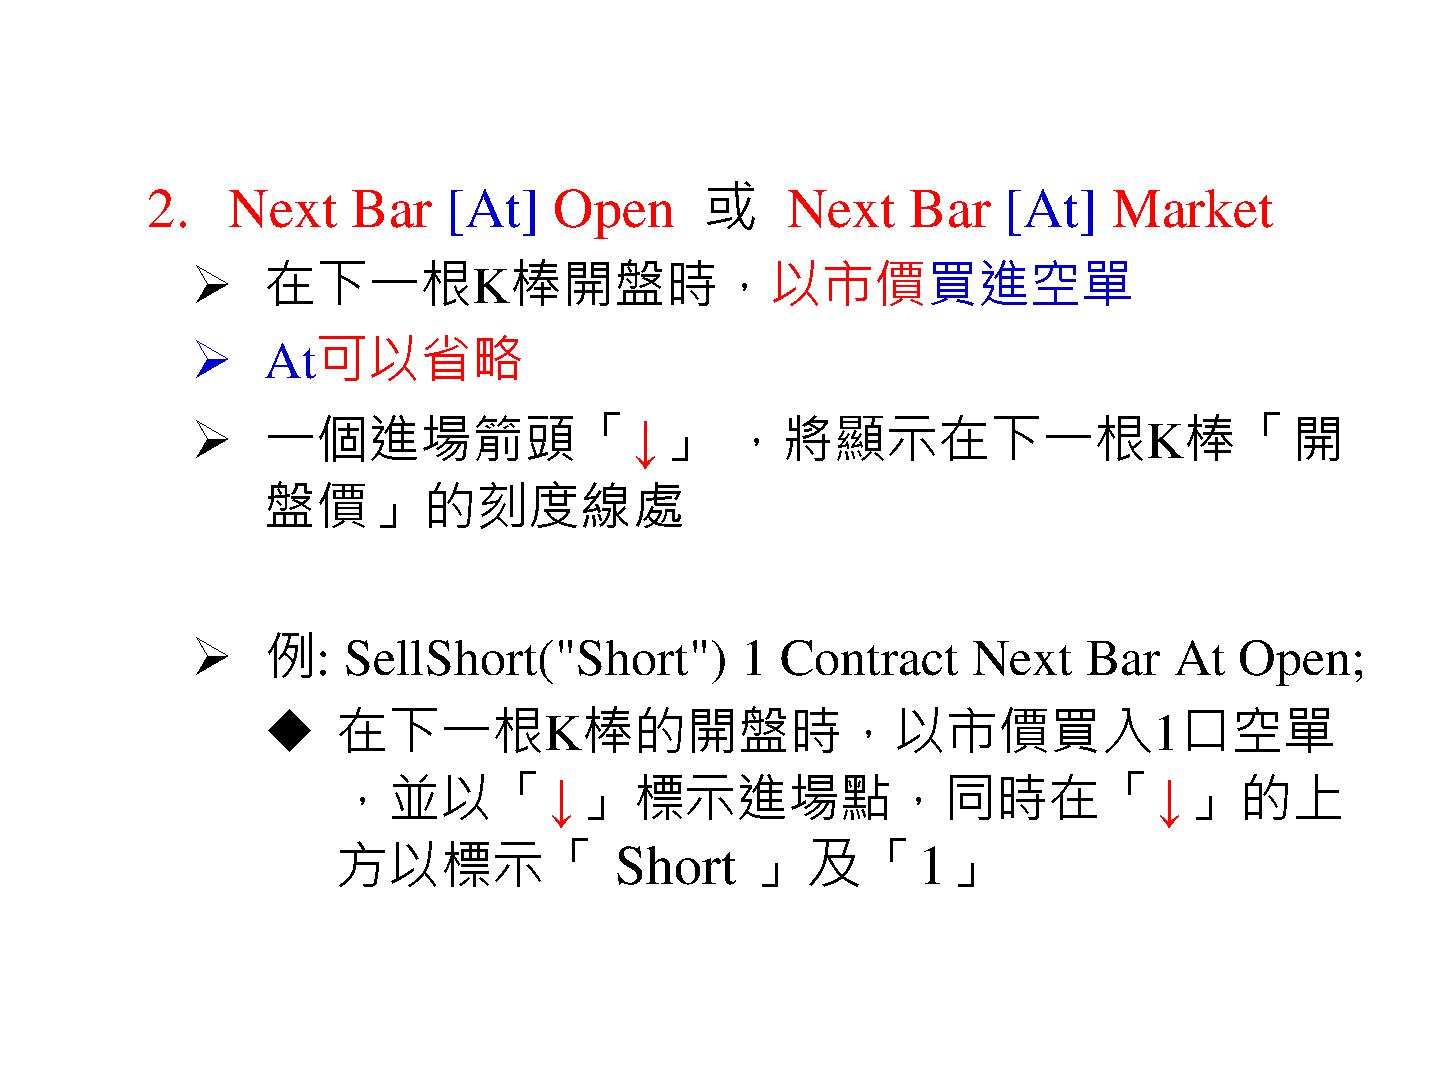 2. Next Bar [At] Open 或 Next Bar [At] Market
➢ 在下一根K棒開盤時，以市價買進空單
➢ At可以省略
➢ 一個進場箭頭「↓」 ，將顯示在下一根K棒「開
盤價」的刻度線處
➢ 例: SellShort("Short") 1 Contract Next Bar At Open;
◆ 在下一根K棒的開盤時，以市價買入1口空單
，並以「↓」標示進場點，同時在「↓」的上
方以標示「 Short 」及「1」